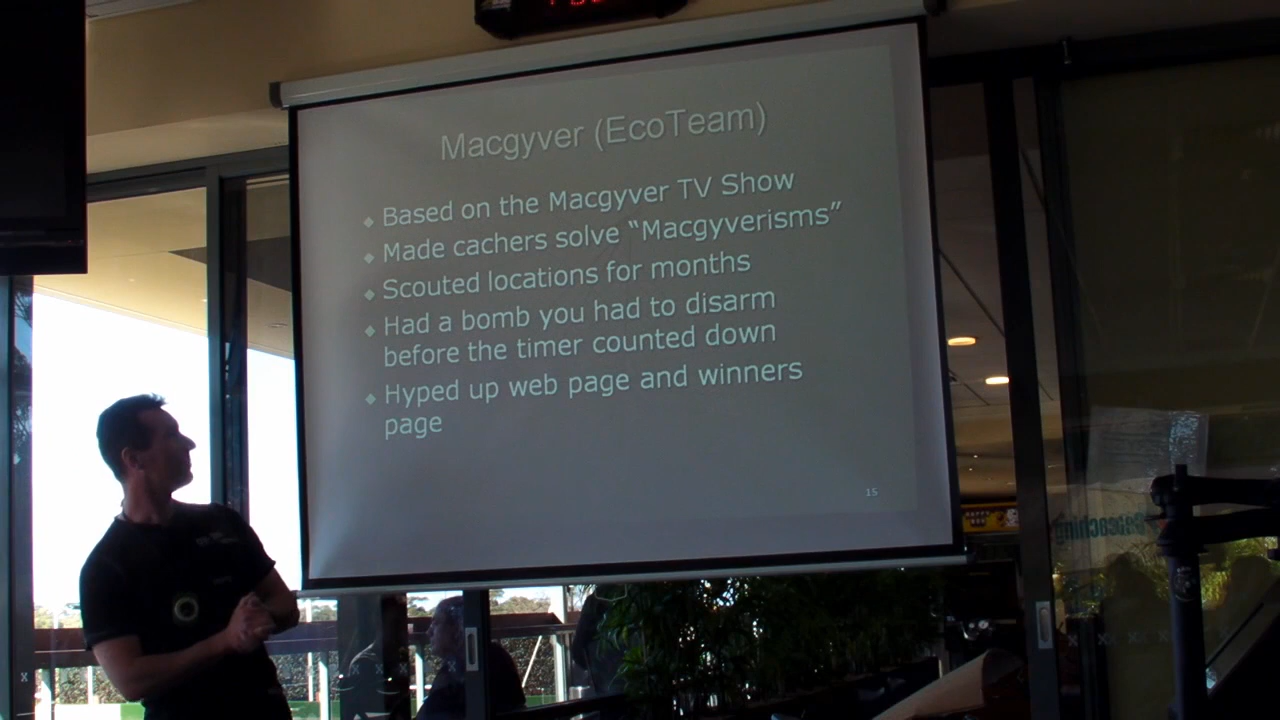 Macgyver (EcoTeam)
Based on the Macgyver TV Show
Made cachers solve “Macgyverisms”
Scouted locations for months
Had a bomb you had to disarm
before the timer counted down
Hyped up web page and winners
page
15